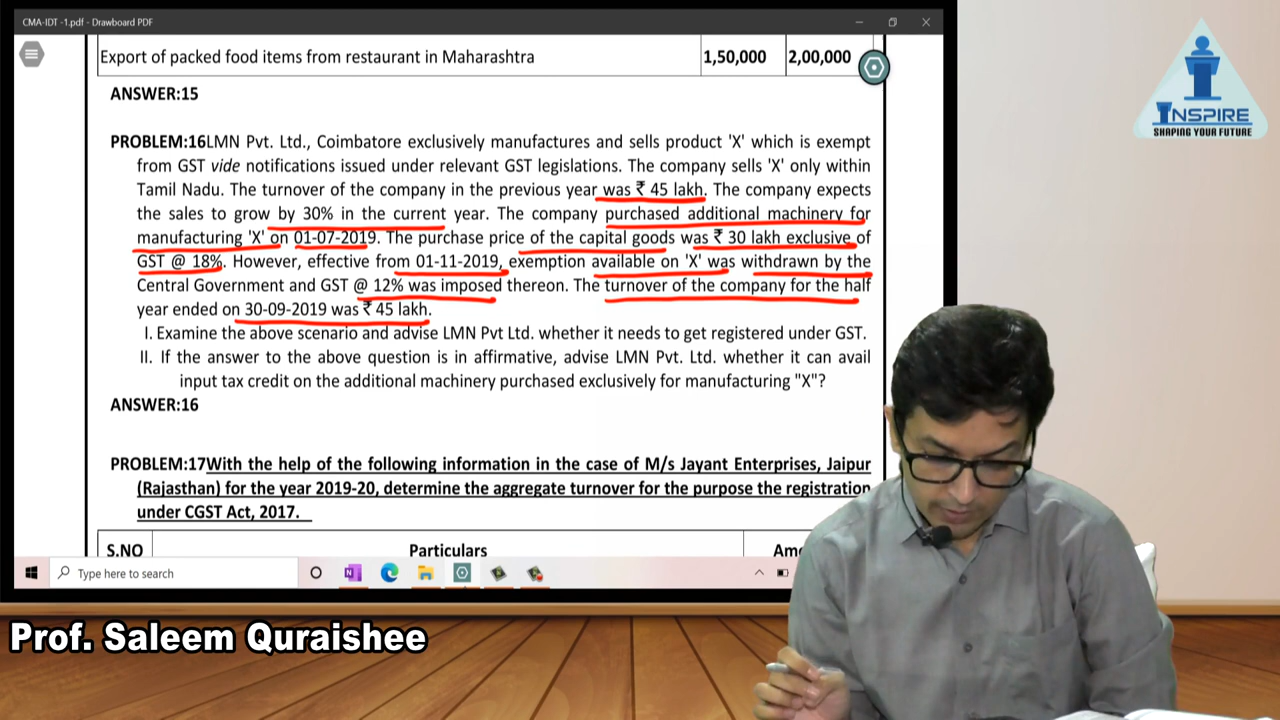 CMA-IDT -1.pdf - Drawboard PDF
Export of packed food items from restaurant in Maharashtra 1,50,000 2,00,000
ANSWER:15
PROBLEM:16LMN Pvt. Ltd., Coimbatore exclusively manufactures and sells product 'X' which is exempt
from GST vide notifications issued under relevant GST legislations. The company sells 'X' only within
Tamil Nadu. The turnover of the company in the previous year was ₹ 45 lakh. The company expects
the sales to grow by 30% in the current year. The company purchased additional machinery for
manufacturing 'X' on 01-07-2019. The purchase price of the capital goods was ₹ 30 lakh exclusive of
GST @ 18%. However, effective from 01-11-2019, exemption available on 'X' was withdrawn by the
Central Government and GST @ 12% was imposed thereon. The turnover of the company for the half
year ended on 30-09-2019 was ₹ 45 lakh.
I. Examine the above scenario and advise LMN Pvt Ltd. whether it needs to get registered under GST.
II. If the answer to the above question is in affirmative, advise LMN Pvt. Ltd. whether it can avail
input tax credit on the additional machinery purchased exclusively for manufacturing "X"?
ANSWER:16
PROBLEM:17With the help of the following information in the case of M/s Jayant Enterprises, Jaipur
(Rajasthan) for the year 2019-20, determine the aggregate turnover for the purpose the registration
under CGST Act, 2017.
S.NO Particulars
Type here to search
INSPIRE
SHAPING YOUR FUTURE
Prof. Saleem Quraishee